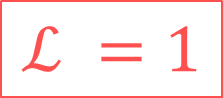 ℒ = 1